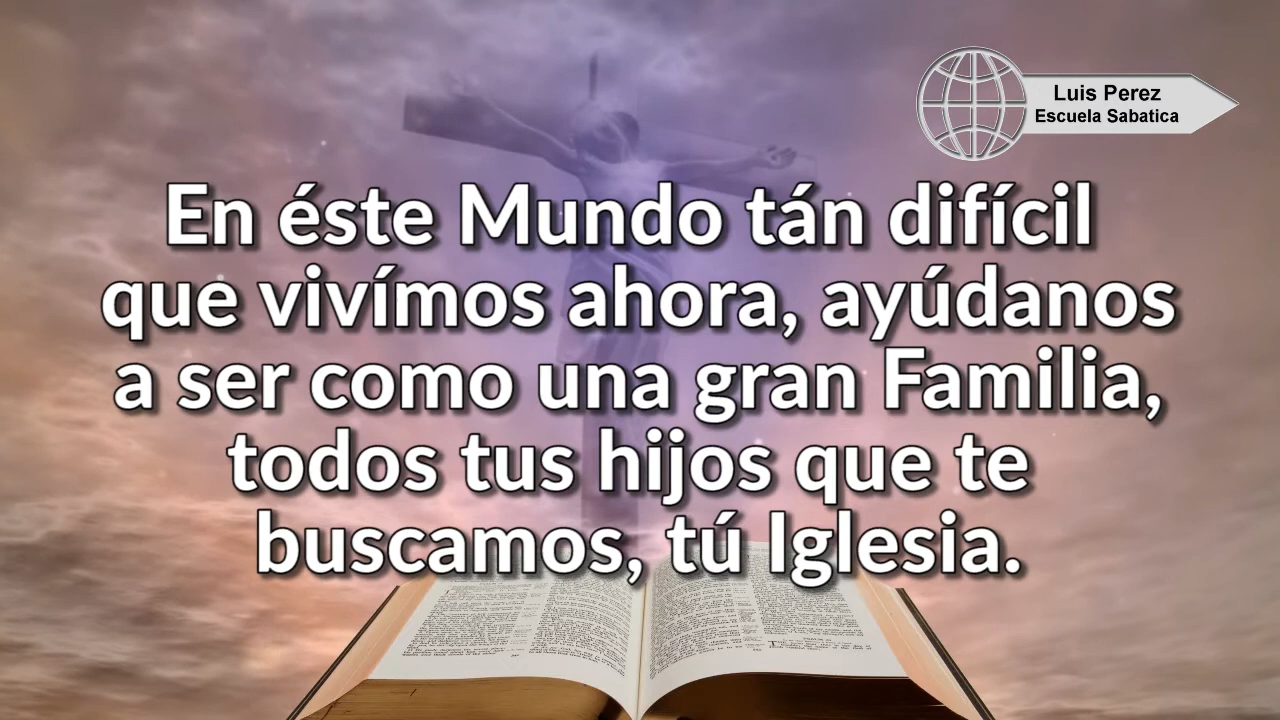 Luis Perez
Escuela Sabatica
En éste Mundo tán difícil
que vivímos ahora, ayúdanos
a ser como una gran Familia,
todos tus hijos que te
buscamos, tú Iglesia.